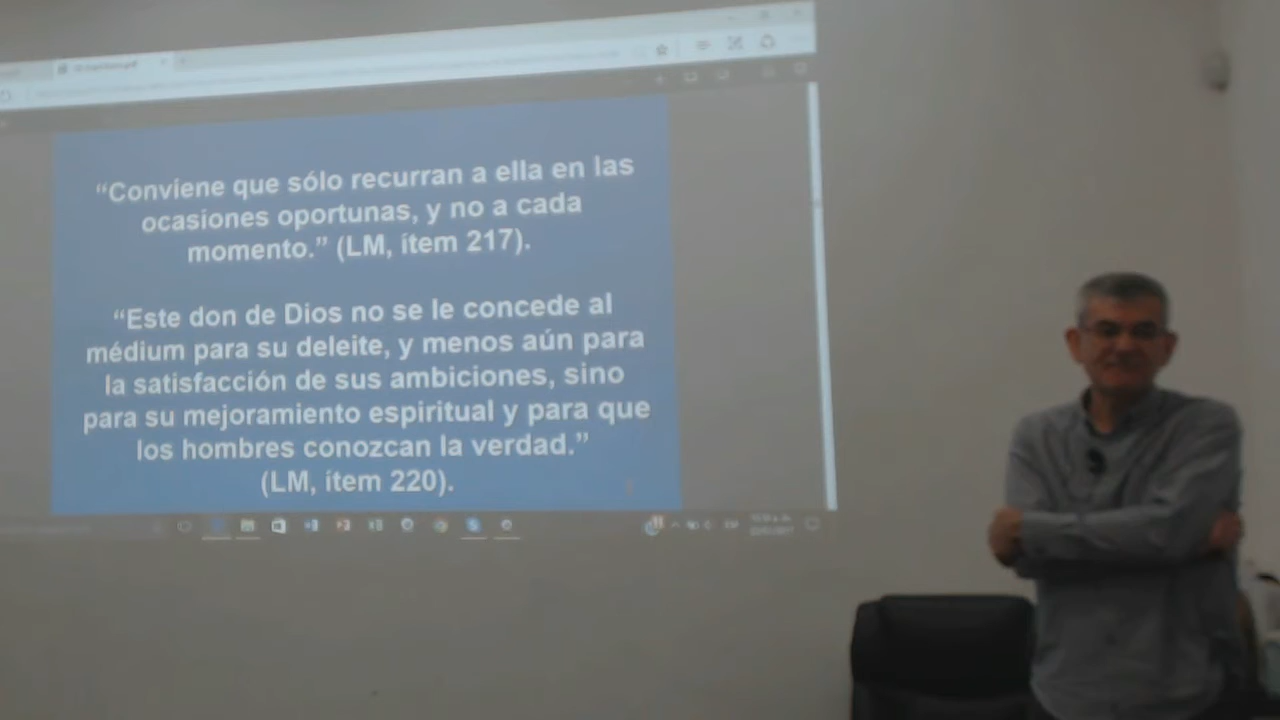 “Conviene que sólo recurran a ella en las
ocasiones oportunas, y no a cada
momento.” (LM, ítem 217).
“Este don de Dios no se le concede al
médium para su deleite, y menos aún para
la satisfacción de sus ambiciones, sino
para su mejoramiento espiritual y para que
los hombres conozcan la verdad.”
(LM, ítem 220).